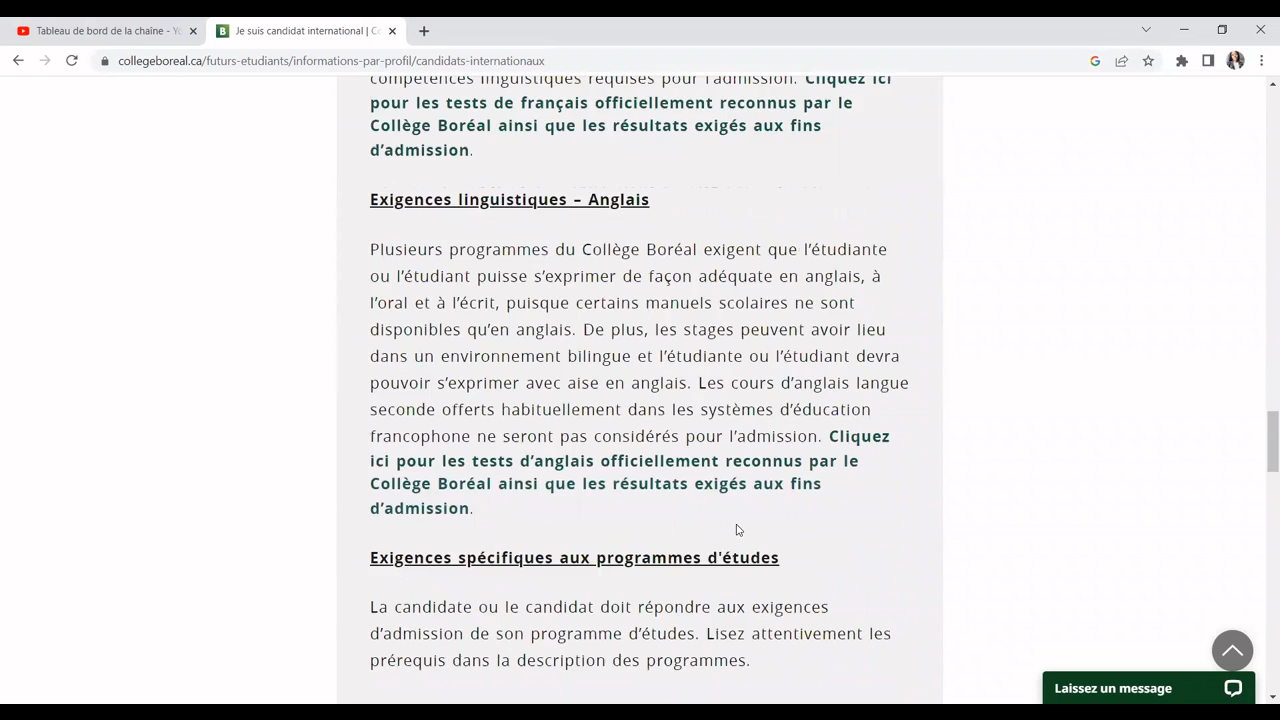 Tableau de bord de la chaîne - Yo
Je suis candidat international | Co
collegeboreal.ca/futurs-etudiants/informations-par-profil/candidats-internationaux
compétences linguistiques requises pour l'admission. Cliquez ici
pour les tests de français officiellement reconnus par le
Collège Boréal ainsi que les résultats exigés aux fins
d'admission.
Exigences linguistiques – Anglais
Plusieurs programmes du Collège Boréal exigent que l'étudiante
ou l'étudiant puisse s'exprimer de façon adéquate en anglais, à
l'oral et à l'écrit, puisque certains manuels scolaires ne sont
disponibles qu'en anglais. De plus, les stages peuvent avoir lieu
dans un environnement bilingue et l'étudiante ou l'étudiant devra
pouvoir s'exprimer avec aise en anglais. Les cours d'anglais langue
seconde offerts habituellement dans les systèmes d'éducation
francophone ne seront pas considérés pour l'admission. Cliquez
ici pour les tests d'anglais officiellement reconnus par le
Collège Boréal ainsi que les résultats exigés aux fins
d'admission.
Exigences spécifiques aux programmes d'études
La candidate ou le candidat doit répondre aux exigences
d'admission de son programme d'études. Lisez attentivement les
prérequis dans la description des programmes.
Laissez un message